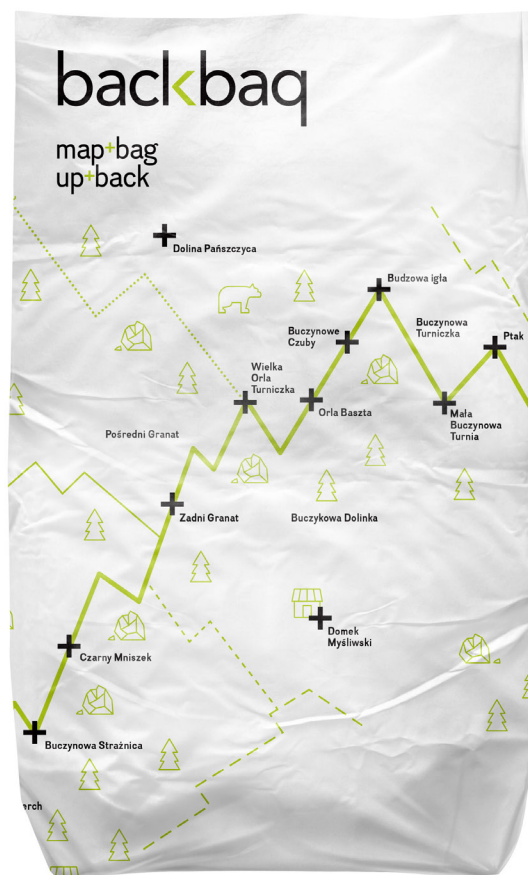 backbaq
map+bag
up+back
Dolina Pańszczyca
Budzowa igła
Buczynowe
Czuby
Buczynowa
Turniczka
Ptak
Wielka
Orla
Turniczka
Orla Baszta
Mała
Buczynowa
Turnia
Pośredni Granat
Zadni Granat
Buczykowa Dolinka
Domek
Myśliwski
Czarny Mniszek
Buczynowa Strażnica
erch